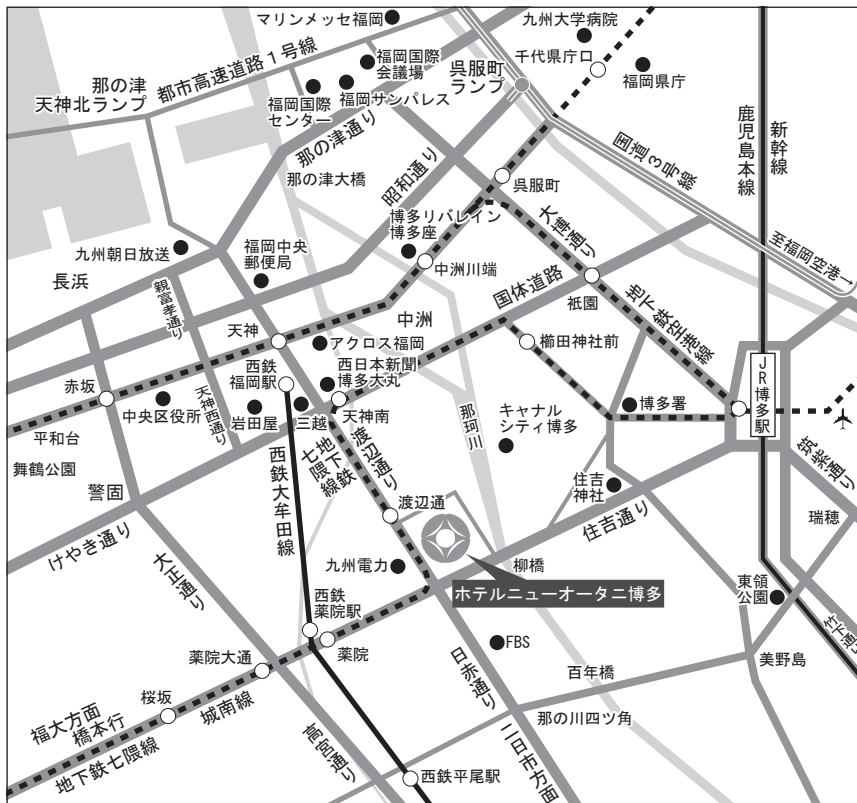 マリンメッセ福岡
九州大学病院
千代県庁口
福岡県庁
福岡国際
会議場
都市高速道路1号線
那の津
天神北ランプ
呉服町
ランプ
福岡国際
センター
福岡サンパレス
那の津通り
昭和通り
国道3号線
鹿児島本線
新幹線
那の津大橋
呉服町
大博通り
博多リバレイン
博多座
九州朝日放送
福岡中央
郵便局
中洲川端
国体道路
祇園
至福岡空港→
長浜
親富孝通り
中洲
地下鉄空港線
天神
アクロス福岡
櫛田神社前
西鉄
福岡駅
西日本新聞
博多大丸
JR博多駅
赤坂
中央区役所
天神西通り
岩田屋
三越
天神南
那珂川
キャナル
シティ博多
博多署
平和台
舞鶴公園
警固
西鉄大牟田線
七隈線
地下鉄
渡辺通り
渡辺通
住吉
神社
住吉通り
筑紫通り
瑞穂
けやき通り
大正通り
九州電力
柳橋
ホテルニューオータニ博多
東領
公園
竹下通り
西鉄
薬院駅
薬院
FBS
薬院大通
日赤通り
百年橋
美野島
桜坂
城南線
福大方面
橋本行
地下鉄七隈線
高宮通り
那の川四ツ角
二日市方面
西鉄平尾駅